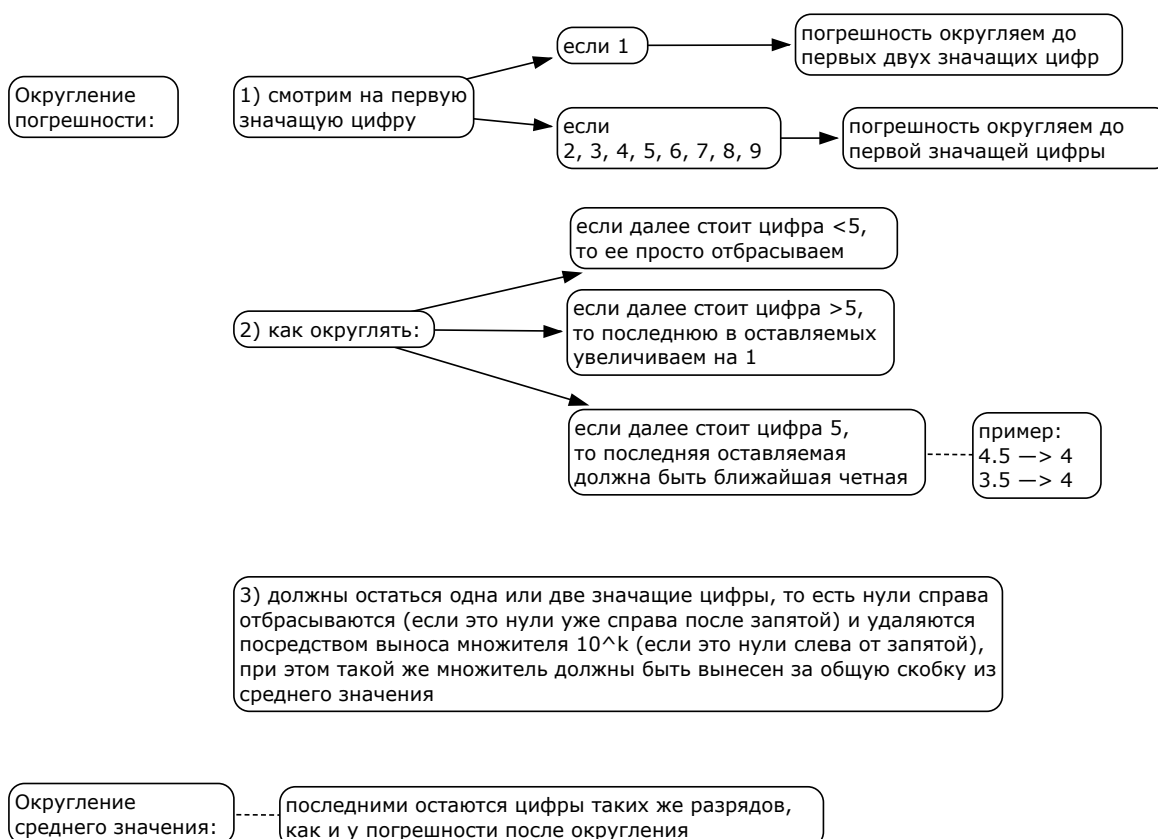 Округление
погрешности:
1) смотрим на первую
значащую цифру
если 1
погрешность округляем до
первых двух значащих цифр
если
2, 3, 4, 5, 6, 7, 8, 9
погрешность округляем до
первой значащей цифры
2) как округлять:
если далее стоит цифра <5,
то ее просто отбрасываем
если далее стоит цифра >5,
то последнюю в оставляемых
увеличиваем на 1
если далее стоит цифра 5,
то последняя оставляемая
должна быть ближайшая четная
пример:
4.5 —> 4
3.5 —> 4
3) должны остаться одна или две значащие цифры, то есть нули справа
отбрасываются (если это нули уже справа после запятой) и удаляются
посредством выноса множителя 10^k (если это нули слева от запятой),
при этом такой же множитель должны быть вынесен за общую скобку из
среднего значения
Округление
среднего значения:
последними остаются цифры таких же разрядов,
как и у погрешности после округления